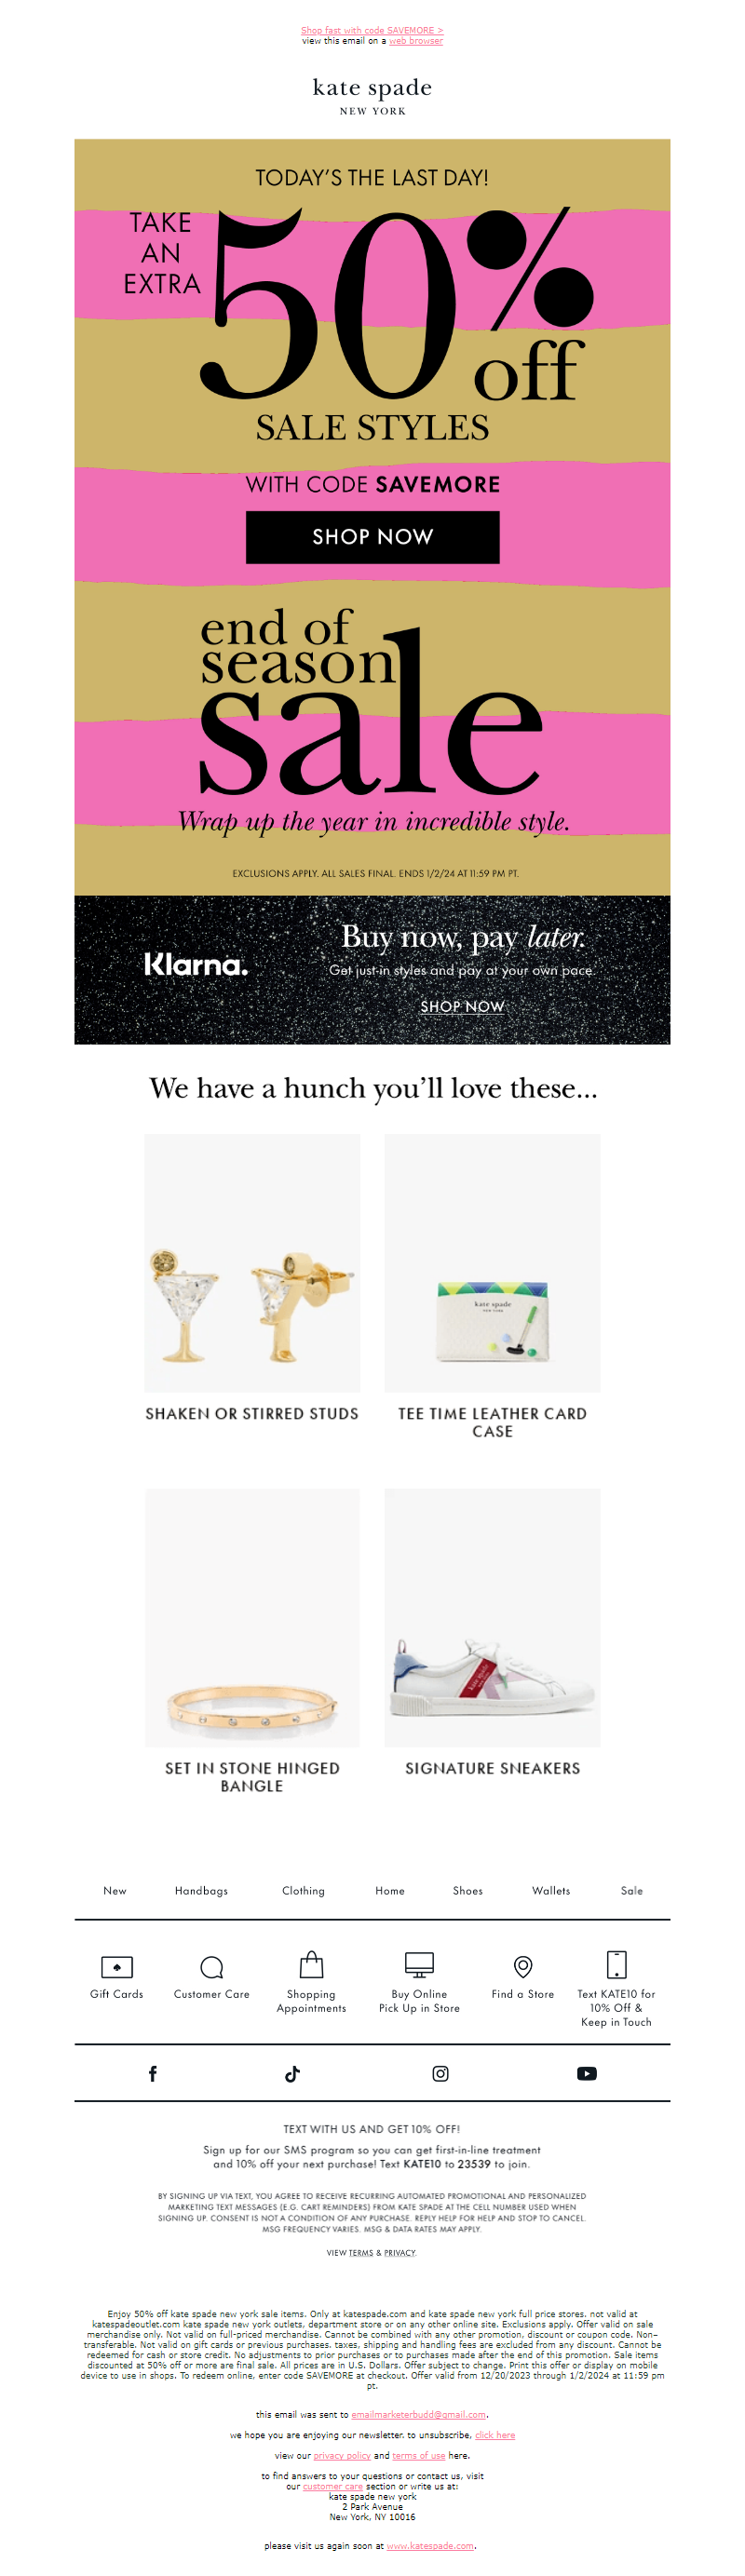 Shop fast with code SAVEMORE >
view this email on a web browser
kate spade
NEW YORK
TODAY'S THE LAST DAY!
TAKE
AN
EXTRA
50%
off
SALE STYLES
WITH CODE SAVEMORE
SHOP NOW
end of
season
sale
Wrap up the year in incredible style.
EXCLUSIONS APPLY. ALL SALES FINAL. ENDS 1/2/24 AT 11:59 PM PT.
Klarna.
Buy now, pay later.
Get just-in styles and pay at your own pace.
SHOP NOW
We have a hunch you'll love these...
kate spade
NEW YORK
SHAKEN OR STIRRED STUDS
TEE TIME LEATHER CARD
CASE
kate spade
SET IN STONE HINGED
BANGLE
SIGNATURE SNEAKERS
New Handbags Clothing Home Shoes Wallets Sale
Gift Cards
Customer Care
Shopping
Appointments
Buy Online
Pick Up in Store
Find a Store
Text KATE10 for
10% Off &
Keep in Touch
TEXT WITH US AND GET 10% OFF!
Sign up for our SMS program so you can get first-in-line treatment
and 10% off your next purchase! Text KATE10 to 23539 to join.
BY SIGNING UP VIA TEXT, YOU AGREE TO RECEIVE RECURRING AUTOMATED PROMOTIONAL AND PERSONALIZED
MARKETING TEXT MESSAGES (E.G. CART REMINDERS) FROM KATE SPADE AT THE CELL NUMBER USED WHEN
SIGNING UP. CONSENT IS NOT A CONDITION OF ANY PURCHASE. REPLY HELP FOR HELP AND STOP TO CANCEL.
MSG FREQUENCY VARIES. MSG & DATA RATES MAY APPLY.
VIEW TERMS & PRIVACY.
Enjoy 50% off kate spade new york sale items. Only at katespade.com and kate spade new york full price stores. not valid at
katespadeoutlet.com kate spade new york outlets, department store or on any other online site. Exclusions apply. Offer valid on sale
merchandise only. Not valid on full-priced merchandise. Cannot be combined with any other promotion, discount or coupon code. Non-
transferable. Not valid on gift cards or previous purchases. taxes, shipping and handling fees are excluded from any discount. Cannot be
redeemed for cash or store credit. No adjustments to prior purchases or to purchases made after the end of this promotion. Sale items
discounted at 50% off or more are final sale. All prices are in U.S. Dollars. Offer subject to change. Print this offer or display on mobile
device to use in shops. To redeem online, enter code SAVEMORE at checkout. Offer valid from 12/20/2023 through 1/2/2024 at 11:59 pm
pt.
this email was sent to emailmarketerbudd@gmail.com.
we hope you are enjoying our newsletter. to unsubscribe, click here
view our privacy policy and terms of use here.
to find answers to your questions or contact us, visit
our customer care section or write us at:
kate spade new york
2 Park Avenue
New York, NY 10016
please visit us again soon at www.katespade.com.